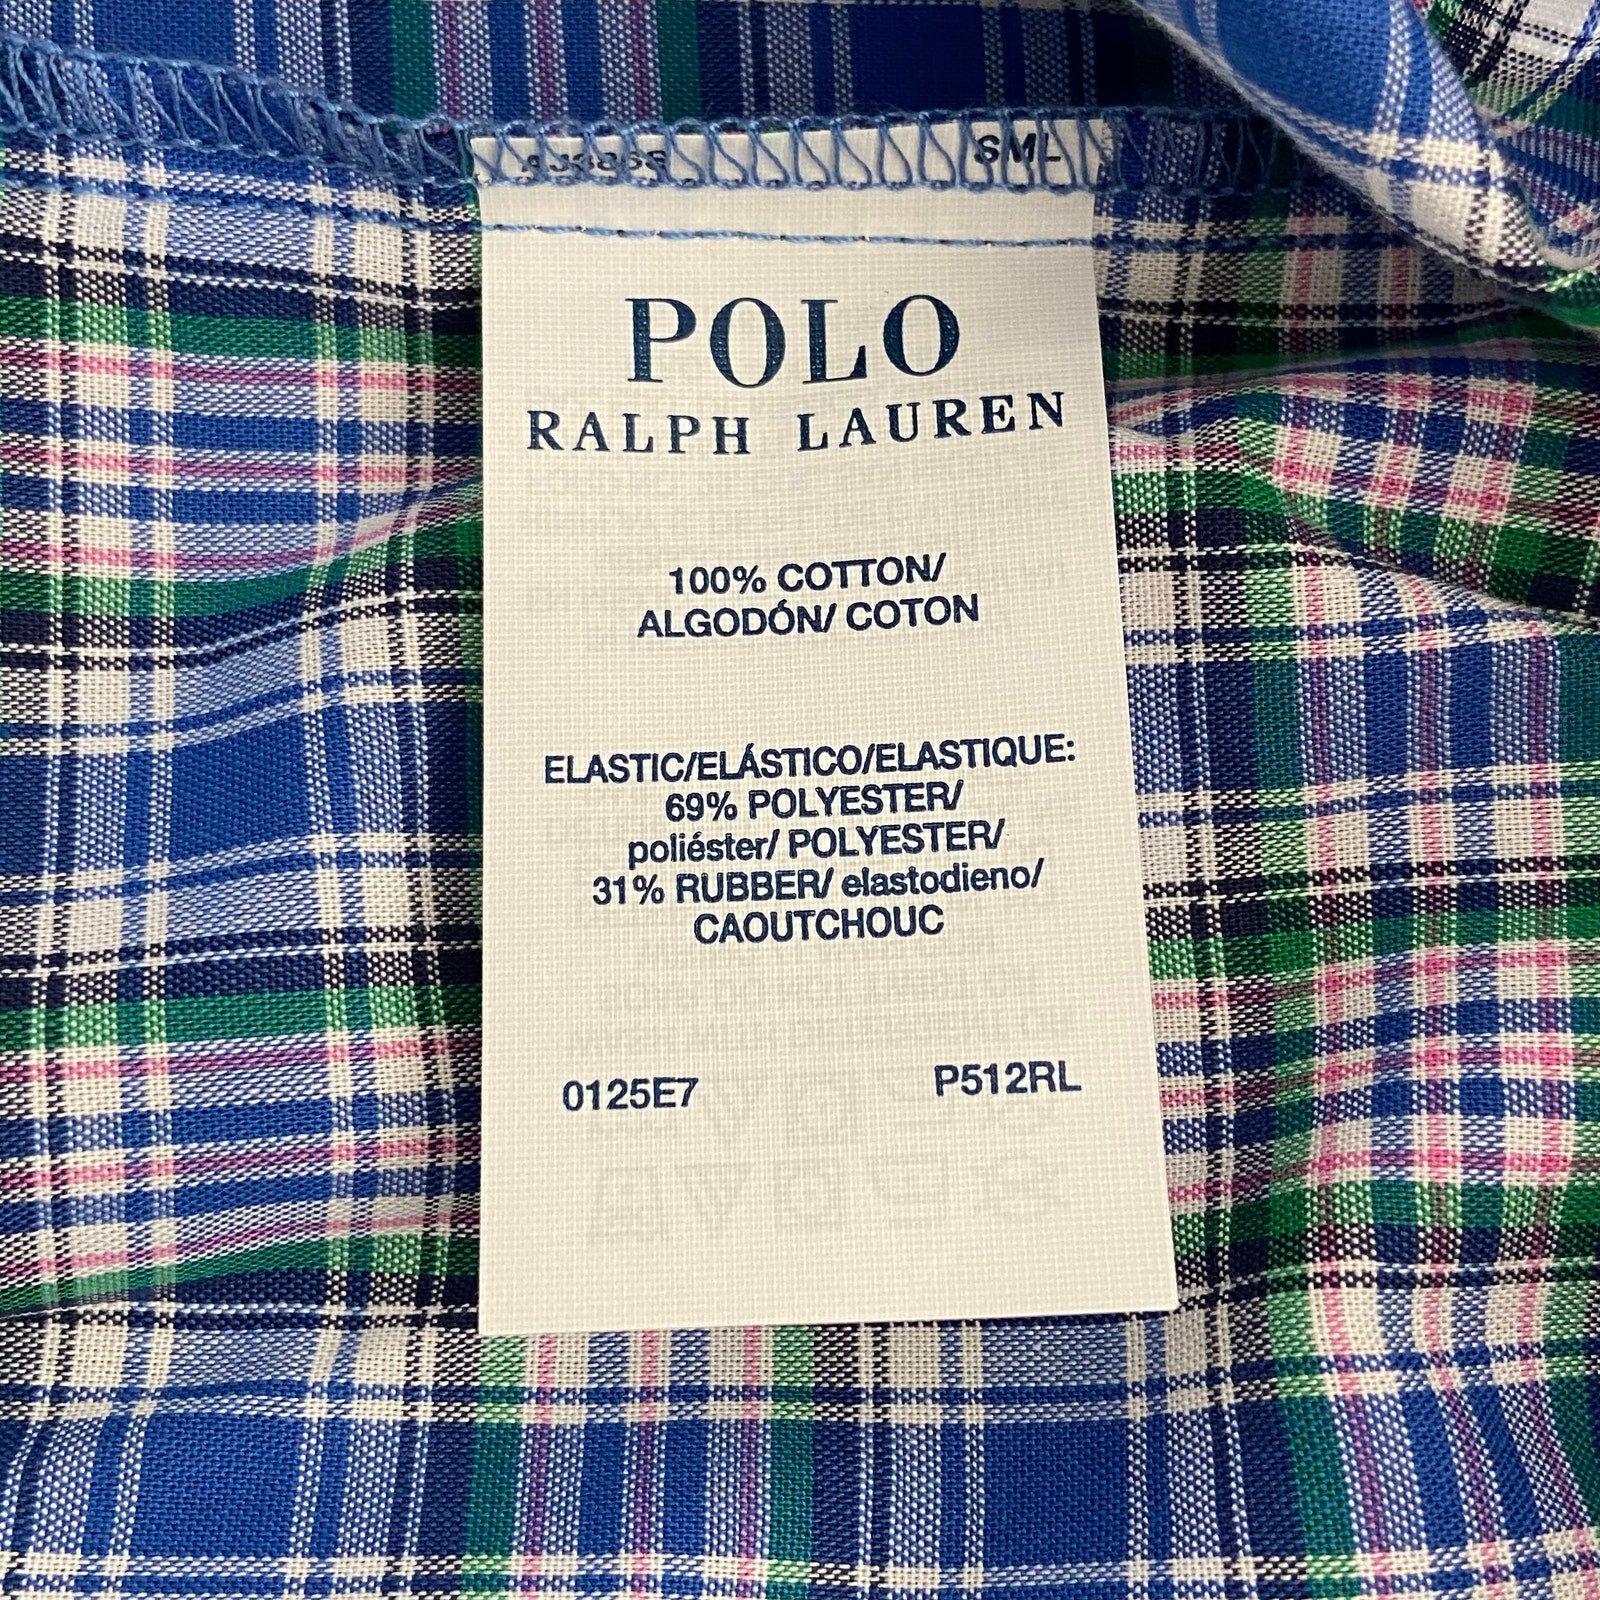 SML
POLO
RALPH LAUREN
100% COTTON/
ALGODÓN/ COTON
ELASTIC/ELÁSTICO/ELASTIQUE:
69% POLYESTER/
poliéster/ POLYESTER/
31% RUBBER/ elastodieno/
CAOUTCHOUC
0125E7 P512RL